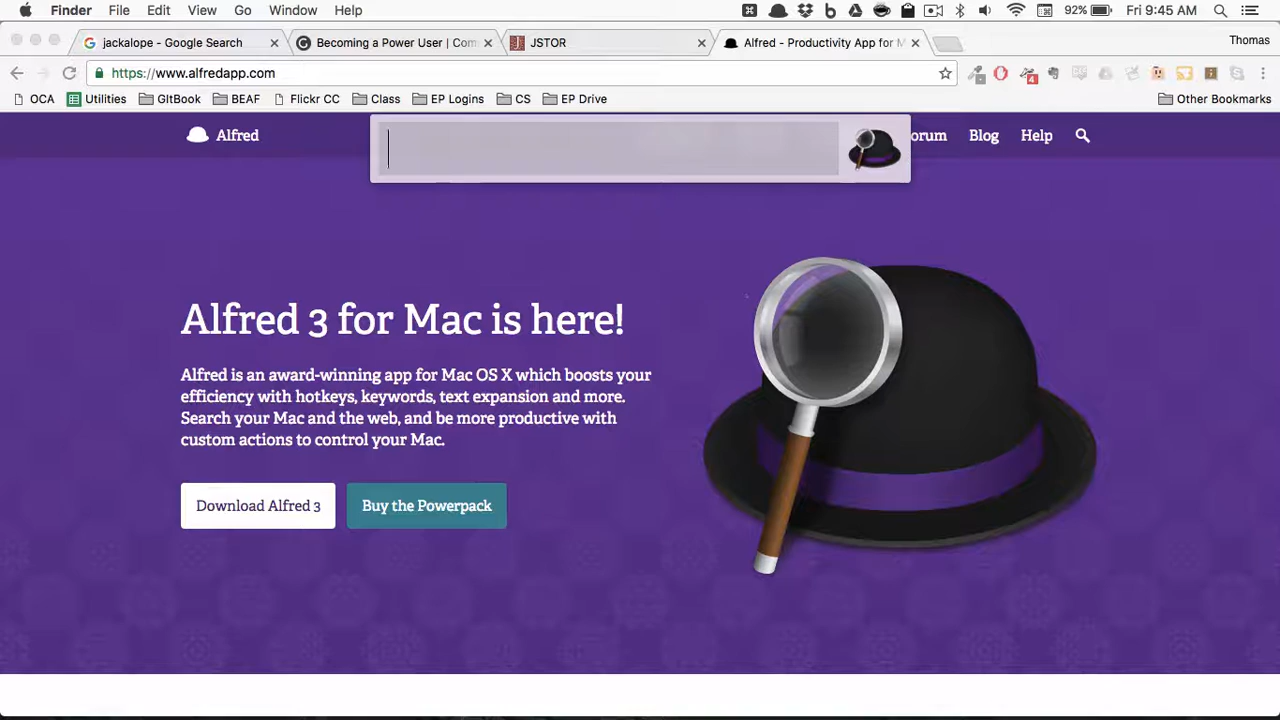 Finder File Edit View Go Window Help 92% Fri 9:45 AM
jackalope - Google Search Becoming a Power User | Com JSTOR Alfred - Productivity App for M Thomas
https://www.alfredapp.com 4
OCA Utilities GItBook BEAF Flickr CC Class EP Logins CS EP Drive Other Bookmarks
Alfred orum Blog Help
Alfred 3 for Mac is here!
Alfred is an award-winning app for Mac OS X which boosts your
efficiency with hotkeys, keywords, text expansion and more.
Search your Mac and the web, and be more productive with
custom actions to control your Mac.
Download Alfred 3 Buy the Powerpack